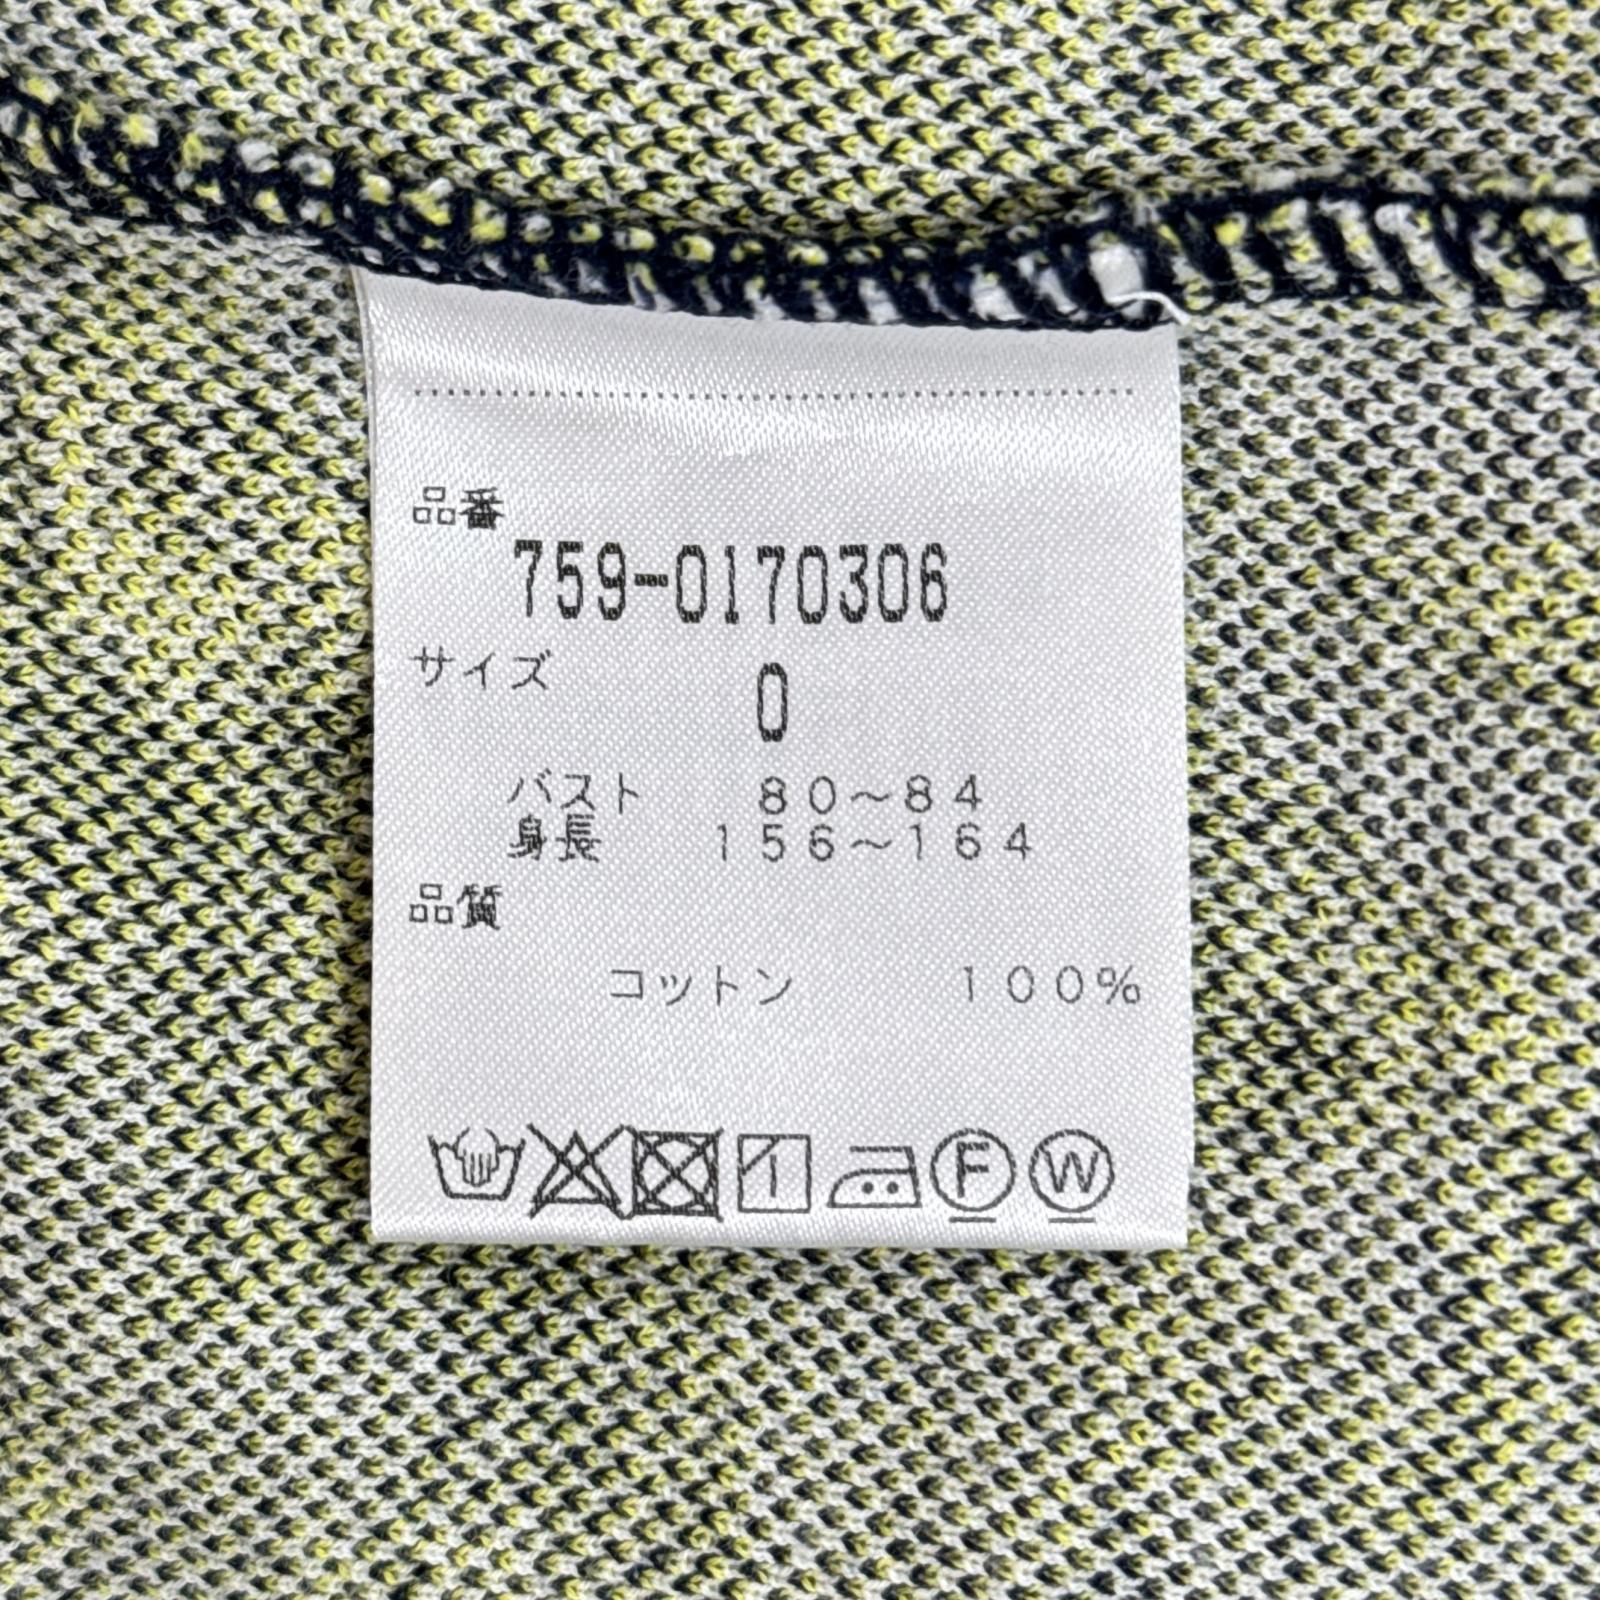 品番
759-0170306
サイズ
0
バスト 80~84
身長 156~164
品質
コットン 100%
F W